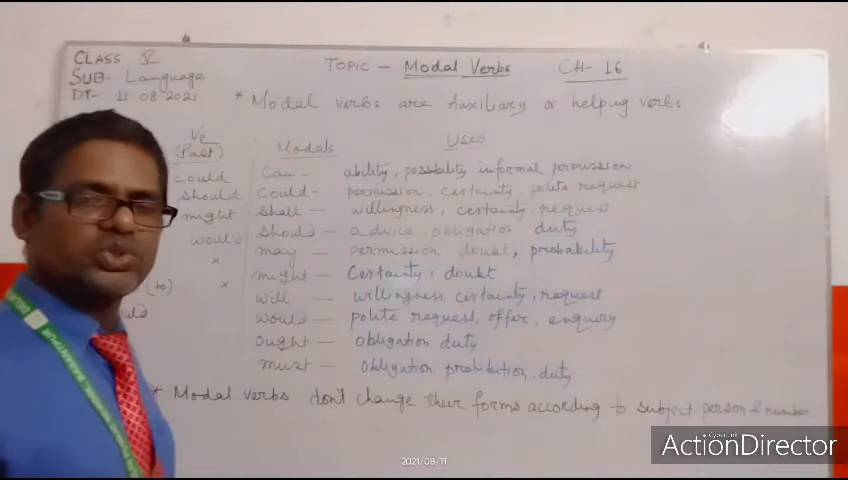 CLASS V
TOPIC - Modal Verbs CH- 16
SUB- Language
DT- 11 08 2021
* Modal verbs are Auxiliary or helping verbs
(Past) Modals Uses
could Can - ability, possibility informal permission
should Could - permission, certainty, polite request
might Shall - willingness, certainty, request
would Should - advice, obligation duty
x may - permission doubt, probability
(to) x might - Certainty, doubt
will - willingness, certainty, request
would - polite request, offer, enquiry
ought - obligation duty
must - obligation, prohibition, duty
* Modal verbs don't change their forms according to subject person & number
CyberLink
ActionDirector
2021/08/11